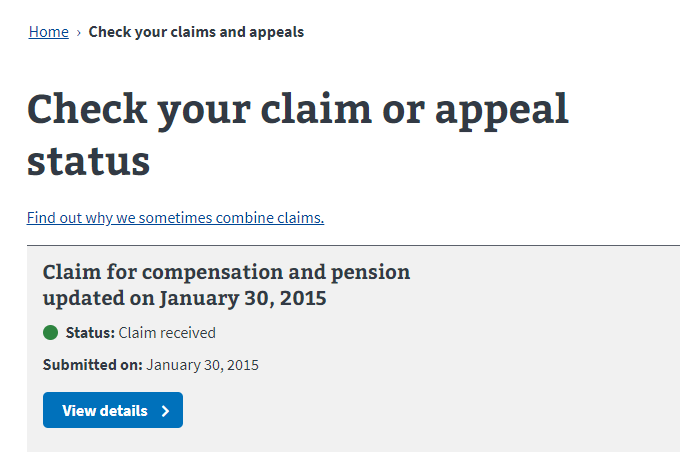 Home › Check your claims and appeals
Check your claim or appeal
status
Find out why we sometimes combine claims.
Claim for compensation and pension
updated on January 30, 2015
Status: Claim received
Submitted on: January 30, 2015
View details